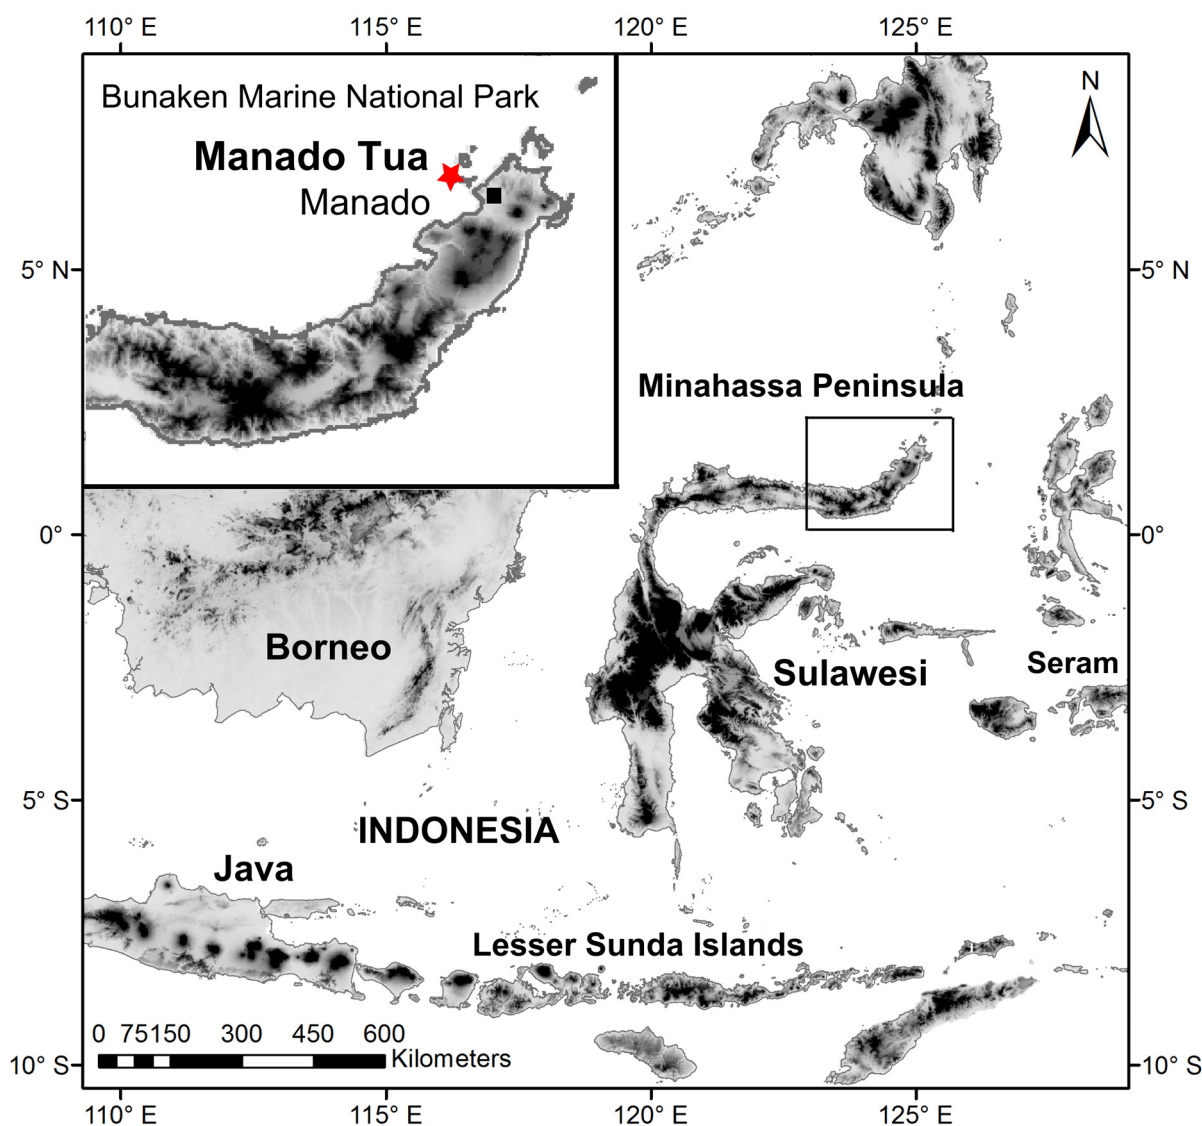 110° E 115° E 120° E 125° E
Bunaken Marine National Park
N
Manado Tua
Manado
5° N 5° N
Minahassa Peninsula
0° 0°
Borneo
Sulawesi
Seram
5° S 5° S
INDONESIA
Java
Lesser Sunda Islands
0 75 150 300 450 600
Kilometers
10° S 10° S
110° E 115° E 120° E 125° E